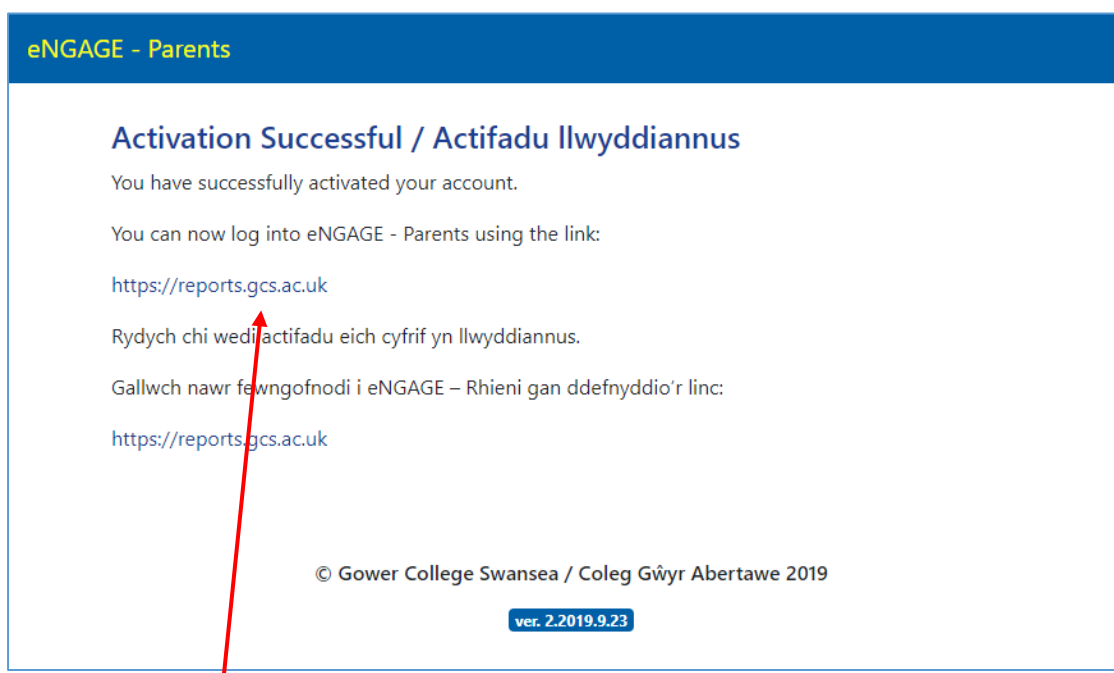 eNGAGE - Parents
Activation Successful / Actifadu llwyddiannus
You have successfully activated your account.
You can now log into eNGAGE - Parents using the link:
https://reports.gcs.ac.uk
Rydych chi wedi actifadu eich cyfrif yn llwyddiannus.
Gallwch nawr fewngofnodi i eNGAGE – Rhieni gan ddefnyddio'r linc:
https://reports.gcs.ac.uk
© Gower College Swansea / Coleg Gŵyr Abertawe 2019
ver. 2.2019.9.23